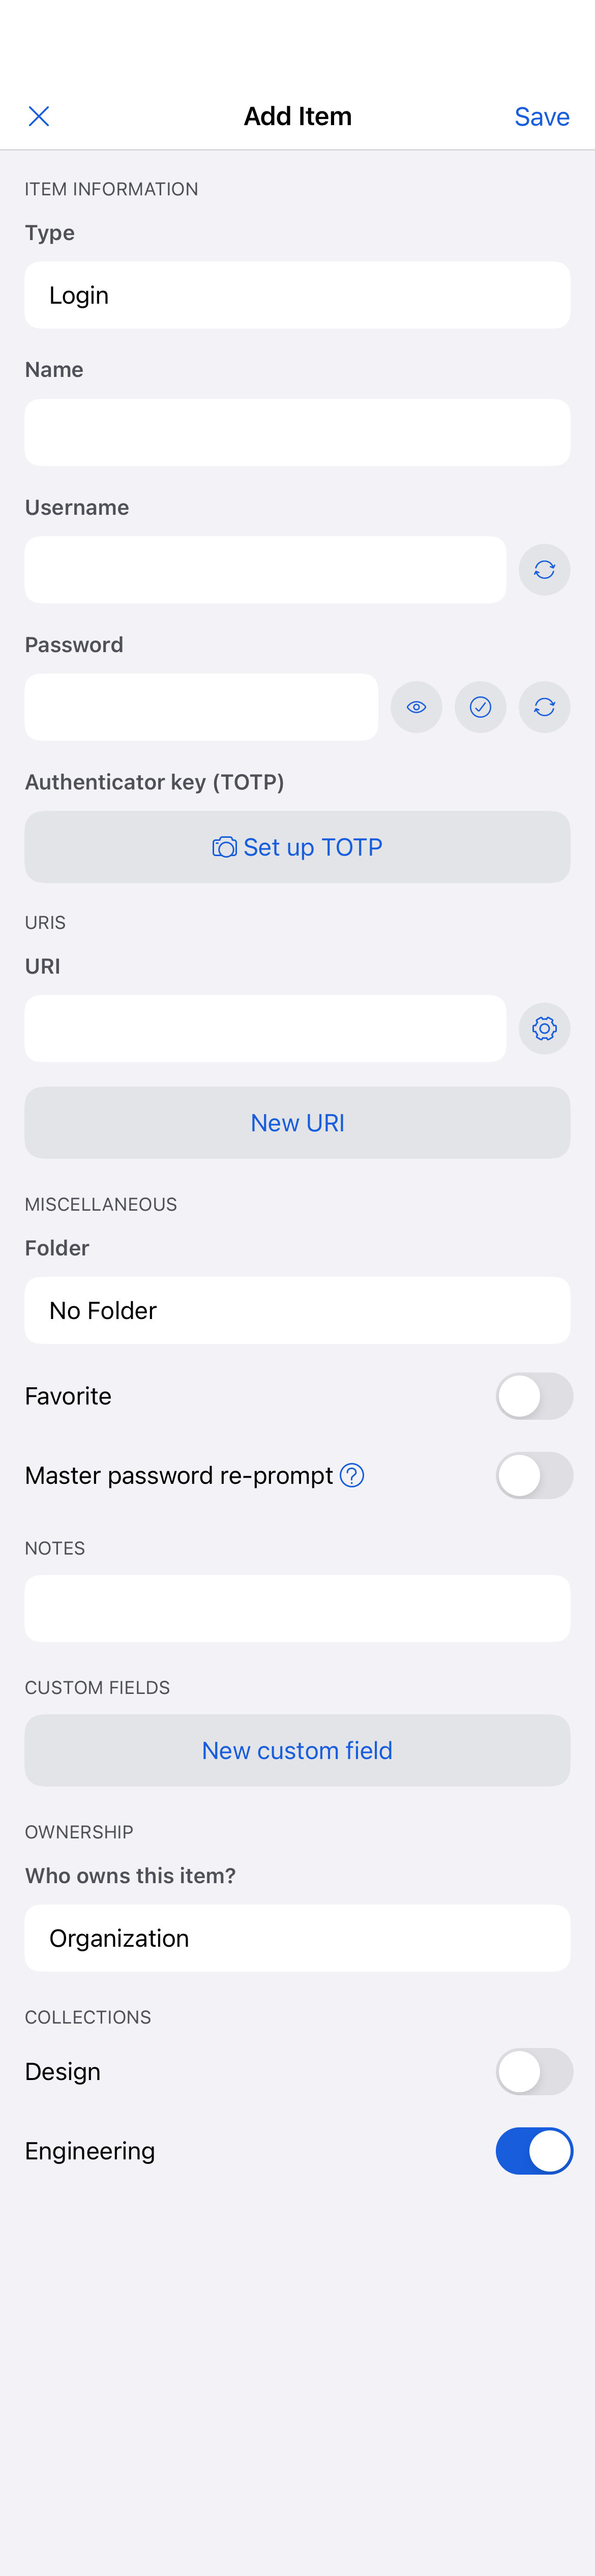 Add Item
Save
ITEM INFORMATION
Type
Login
Name
Username
Password
Authenticator key (TOTP)
Set up TOTP
URIS
URI
New URI
MISCELLANEOUS
Folder
No Folder
Favorite
Master password re-prompt
NOTES
CUSTOM FIELDS
New custom field
OWNERSHIP
Who owns this item?
Organization
COLLECTIONS
Design
Engineering